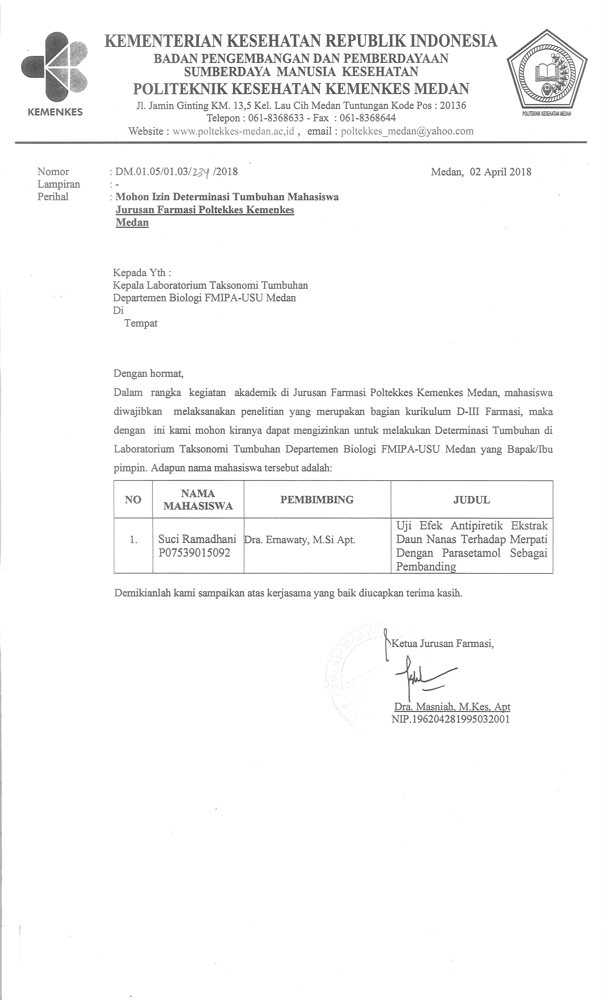 KEMENTERIAN KESEHATAN REPUBLIK INDONESIA
BADAN PENGEMBANGAN DAN PEMBERDAYAAN
SUMBERDAYA MANUSIA KESEHATAN
POLITEKNIK KESEHATAN KEMENKES MEDAN
Jl. Jamin Ginting KM. 13,5 Kel. Lau Cih Medan Tuntungan Kode Pos : 20136
Telepon : 061-8368633 - Fax : 061-8368644
Website : www.poltekkes-medan.ac,id , email : poltekkes_medan@yahoo.com
KEMENKES
POLITEKNIK KESEHATAN MEDAN
Nomor : DM.01.05/01.03/234 /2018 Medan, 02 April 2018
Lampiran : -
Perihal : Mohon Izin Determinasi Tumbuhan Mahasiswa
Jurusan Farmasi Poltekkes Kemenkes
Medan
Kepada Yth :
Kepala Laboratorium Taksonomi Tumbuhan
Departemen Biologi FMIPA-USU Medan
Di
Tempat
Dengan hormat,
Dalam rangka kegiatan akademik di Jurusan Farmasi Poltekkes Kemenkes Medan, mahasiswa
diwajibkan melaksanakan penelitian yang merupakan bagian kurikulum D-III Farmasi, maka
dengan ini kami mohon kiranya dapat mengizinkan untuk melakukan Determinasi Tumbuhan di
Laboratorium Taksonomi Tumbuhan Departemen Biologi FMIPA-USU Medan yang Bapak/Ibu
pimpin. Adapun nama mahasiswa tersebut adalah:
NO
NAMA
MAHASISWA
PEMBIMBING
JUDUL
1.
Suci Ramadhani
P07539015092
Dra. Ernawaty, M.Si Apt.
Uji Efek Antipiretik Ekstrak
Daun Nanas Terhadap Merpati
Dengan Parasetamol Sebagai
Pembanding
Demikianlah kami sampaikan atas kerjasama yang baik diucapkan terima kasih.
Ketua Jurusan Farmasi,
Dra. Masniah, M.Kes, Apt
NIP.196204281995032001